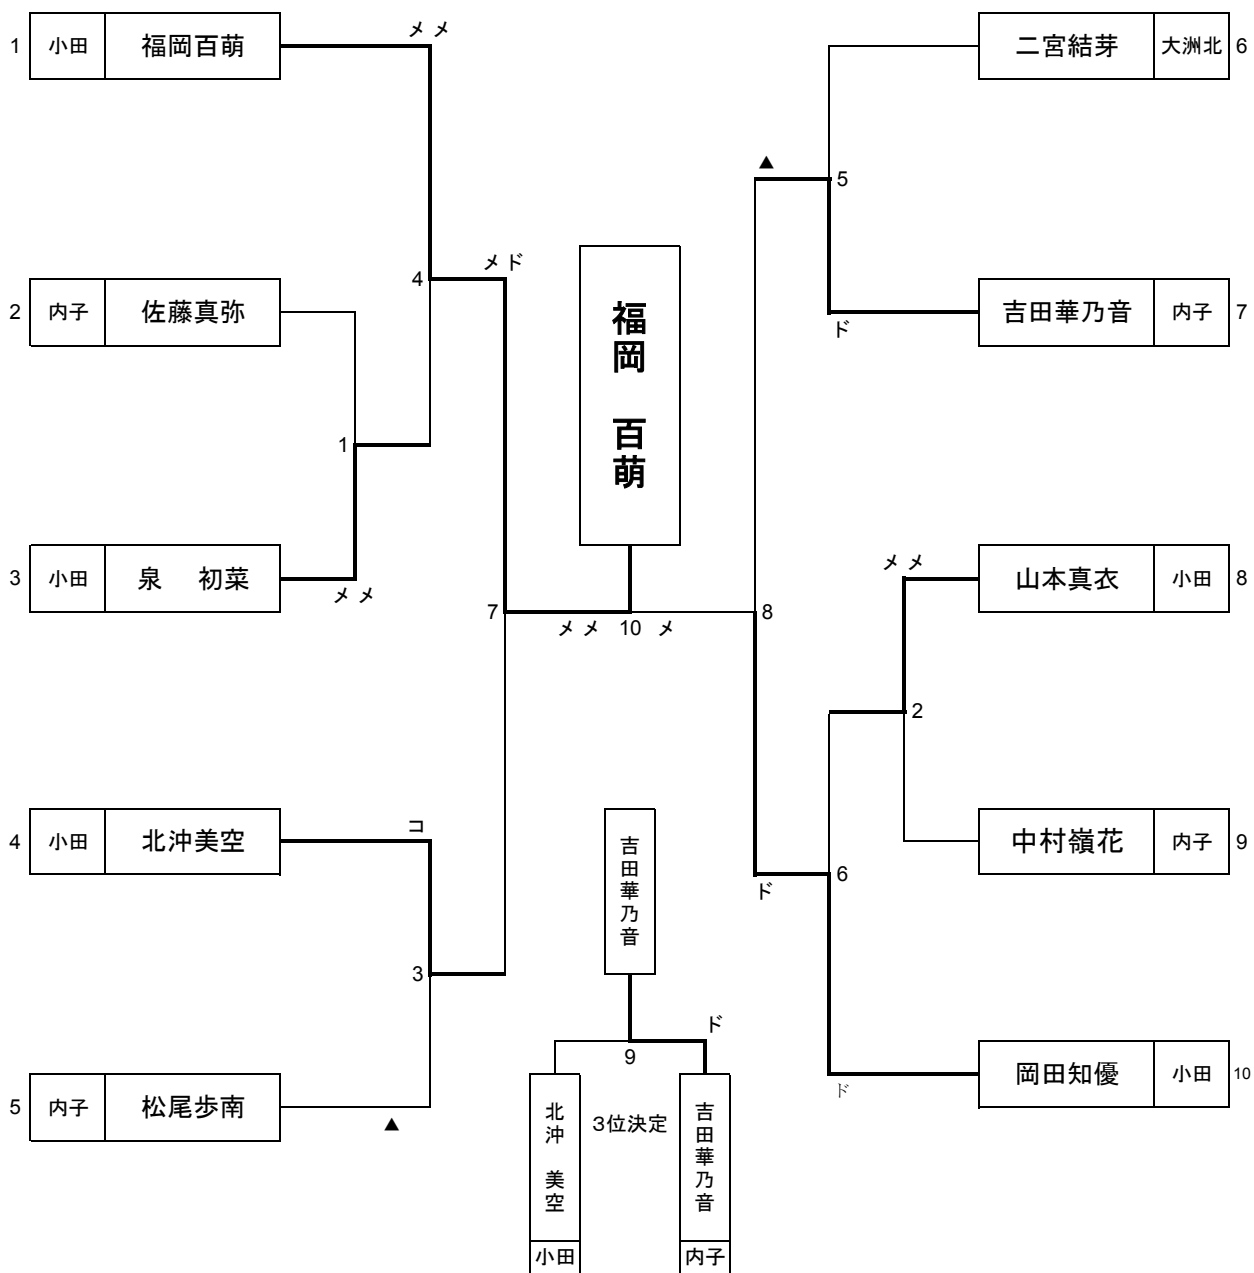 1 小田 福岡百萌
メメ
2 内子 佐藤真弥
3 小田 泉 初菜
メメ
1
4
メド
4 小田 北沖美空
コ
5 内子 松尾歩南
▲
3
7
福岡 百萌
メメ 10 メ
二宮結芽 大洲北 6
▲
5
吉田華乃音 内子 7
ド
8
山本真衣 小田 8
メメ
2
中村嶺花 内子 9
6
ド
岡田知優 小田 10
ド
吉田華乃音
ド
9
3位決定
北沖 美空
小田
吉田華乃音
内子